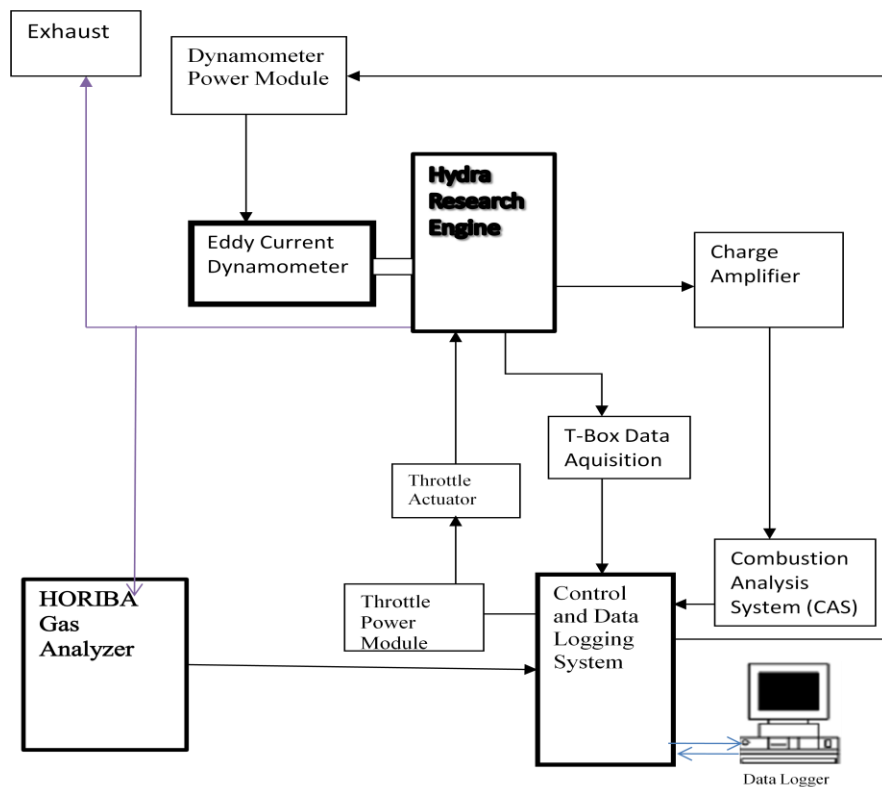 Exhaust
Dynamometer
Power Module
Hydra
Research
Engine
Eddy Current
Dynamometer
Charge
Amplifier
T-Box Data
Aquisition
Throttle
Actuator
HORIBA
Gas
Analyzer
Throttle
Power
Module
Control
and Data
Logging
System
Combustion
Analysis
System (CAS)
Data Logger